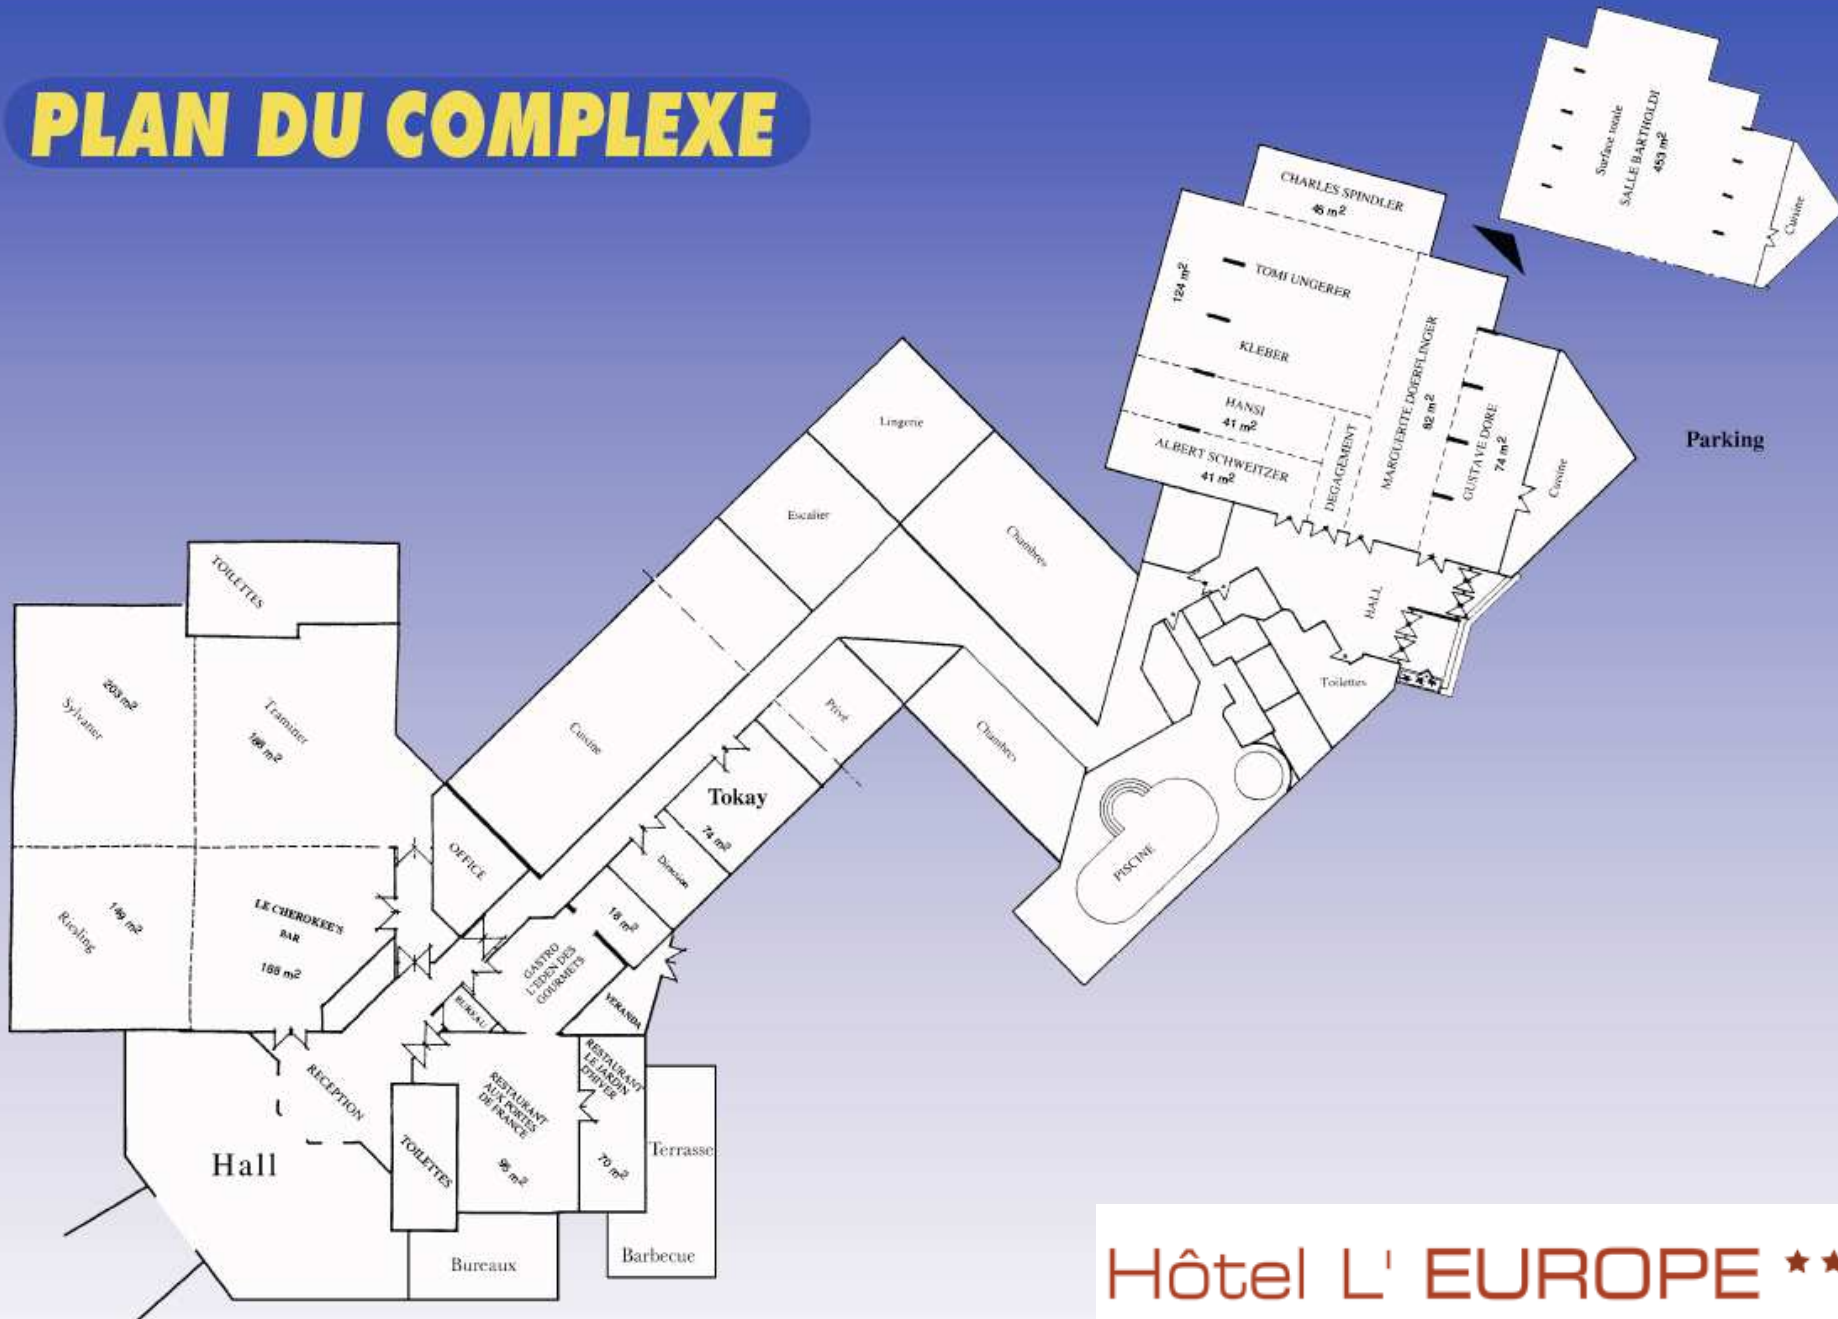 PLAN DU COMPLEXE
Surface totale
SALLE BARTHOLDI
453 m²
Cuisine
CHARLES SPINDLER
45 m²
124 m²
TOMI UNGERER
KLEBER
HANSI
41 m²
ALBERT SCHWEITZER
41 m²
DEGAGEMENT
MARGUERITE DOERFLINGER
82 m²
GUSTAVE DORE
74 m²
Cuisine
Parking
HALL
Toilettes
PISCINE
Lingerie
Escalier
Chambres
Cuisine
Privé
Chambres
Tokay
74 m²
Direction
18 m²
TOILETTES
203 m²
Sylvaner
Traminer
186 m²
OFFICE
149 m²
Riesling
LE CHEROKEE'S
BAR
188 m²
GASTRO
L'EDEN DES
GOURMETS
BUREAU
VERANDA
RECEPTION
RESTAURANT
AUX PORTES
DE FRANCE
95 m²
RESTAURANT
LE JARDIN
D'HIVER
70 m²
TOILETTES
Hall
Terrasse
Barbecue
Bureaux
Hôtel L' EUROPE ★★